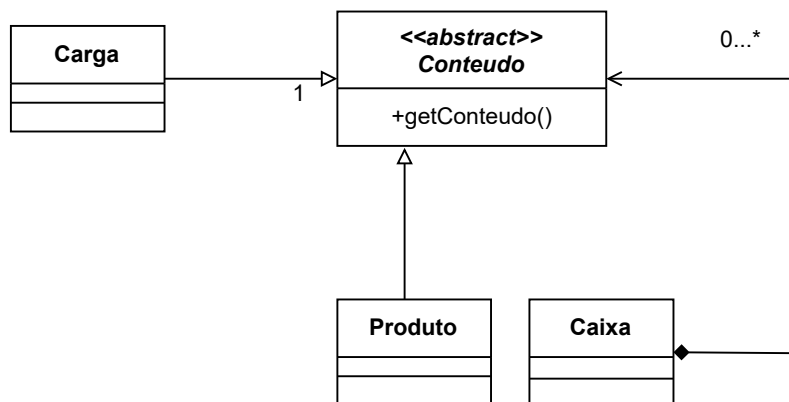 Carga
<<abstract>>
Conteudo
0...*
1
+getConteudo()
Produto
Caixa